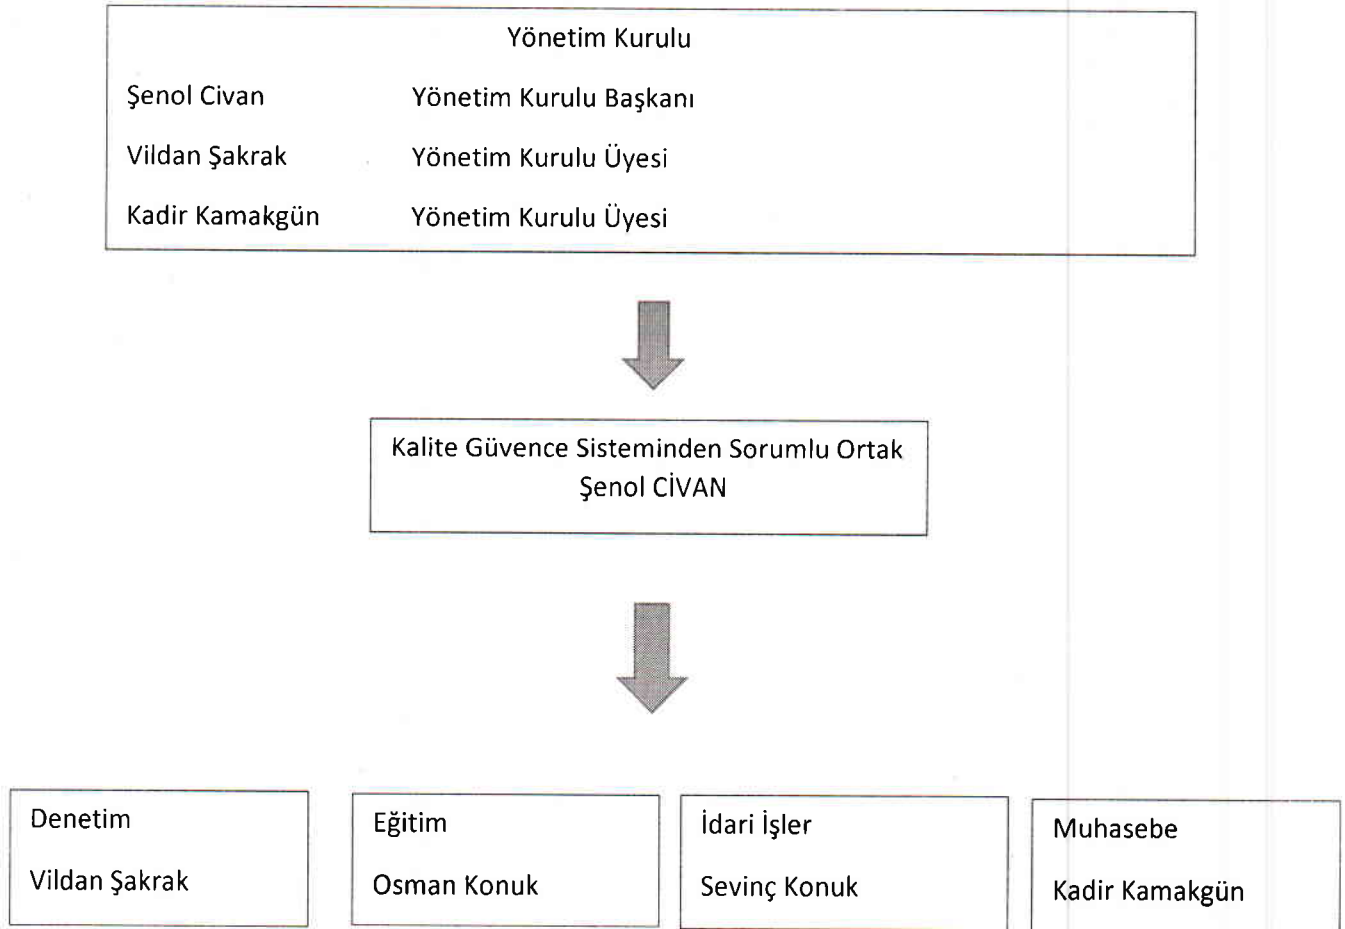 Yönetim Kurulu
Şenol Civan Yönetim Kurulu Başkanı
Vildan Şakrak Yönetim Kurulu Üyesi
Kadir Kamakgün Yönetim Kurulu Üyesi
Kalite Güvence Sisteminden Sorumlu Ortak
Şenol CİVAN
Denetim
Vildan Şakrak
Eğitim
Osman Konuk
İdari İşler
Sevinç Konuk
Muhasebe
Kadir Kamakgün